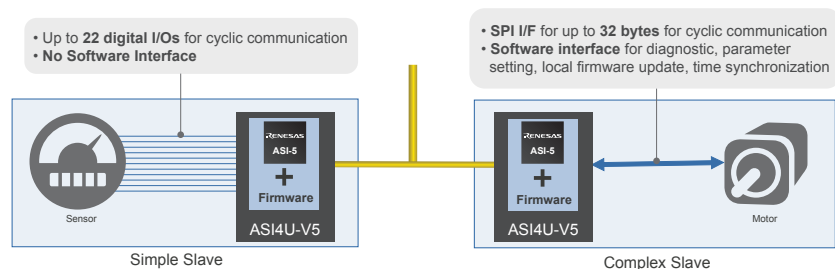 • Up to 22 digital I/Os for cyclic communication
• No Software Interface
• SPI I/F for up to 32 bytes for cyclic communication
• Software interface for diagnostic, parameter
setting, local firmware update, time synchronization
Sensor
RENESAS
ASI-5
+
Firmware
ASI4U-V5
Simple Slave
RENESAS
ASI-5
+
Firmware
ASI4U-V5
Motor
Complex Slave